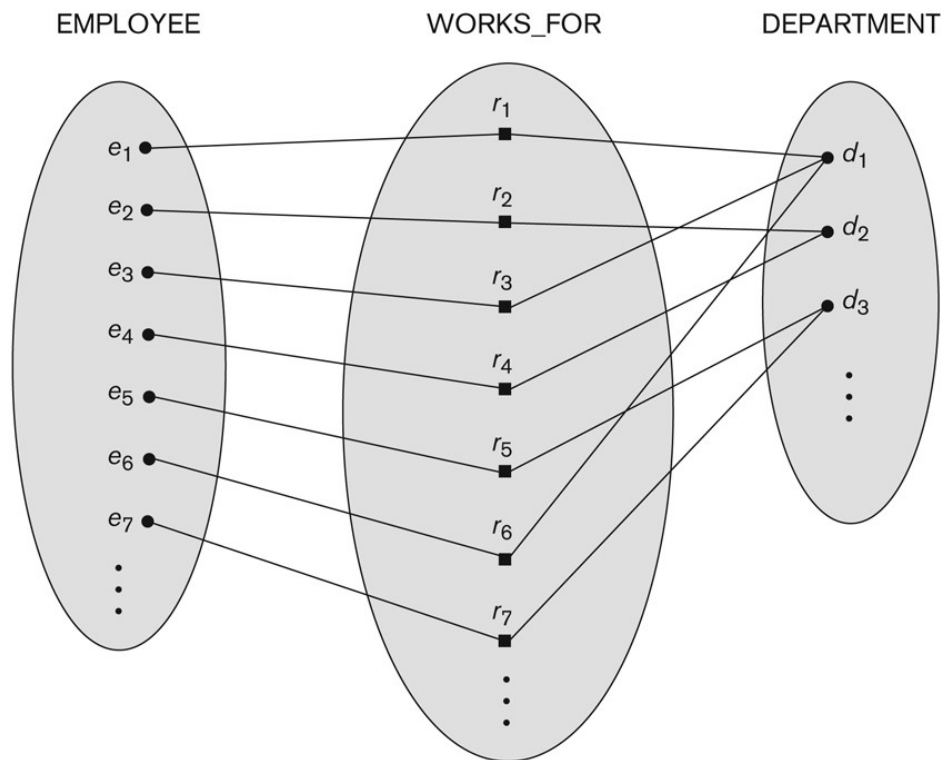 EMPLOYEE WORKS_FOR DEPARTMENT
e1
e2
e3
e4
e5
e6
e7
r1
r2
r3
r4
r5
r6
r7
d1
d2
d3